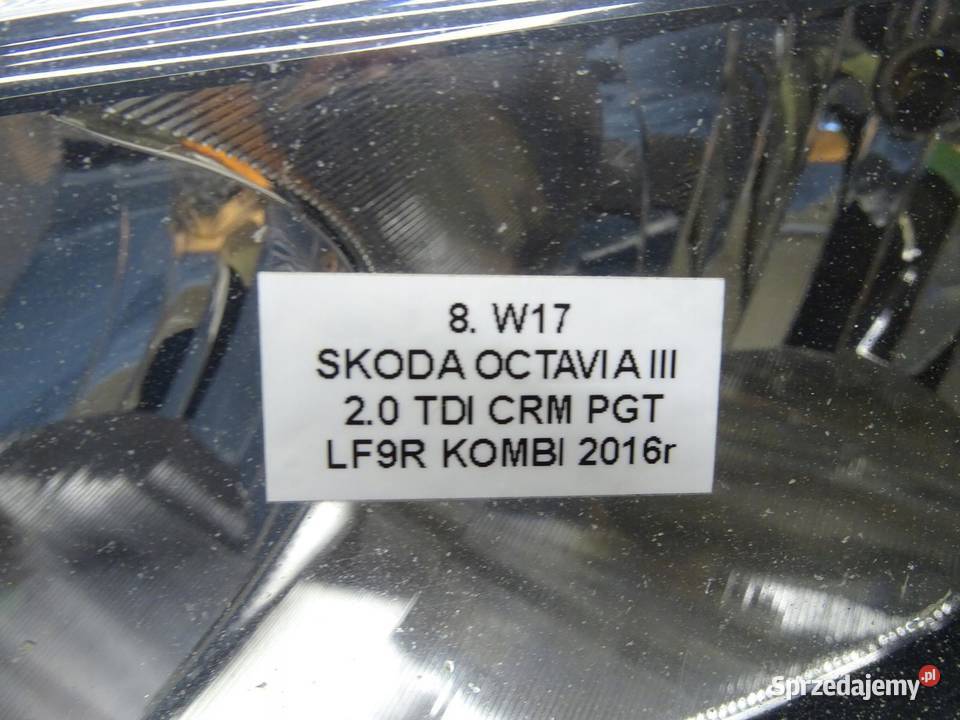 8. W17
SKODA OCTAVIA III
2.0 TDI CRM PGT
LF9R KOMBI 2016r
Sprzedajemy.pl